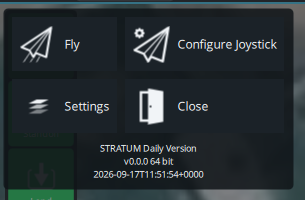 Fly
Configure Joystick
Settings
Close
STRATUM Daily Version
v0.0.0 64 bit
2026-09-17T11:51:54+0000